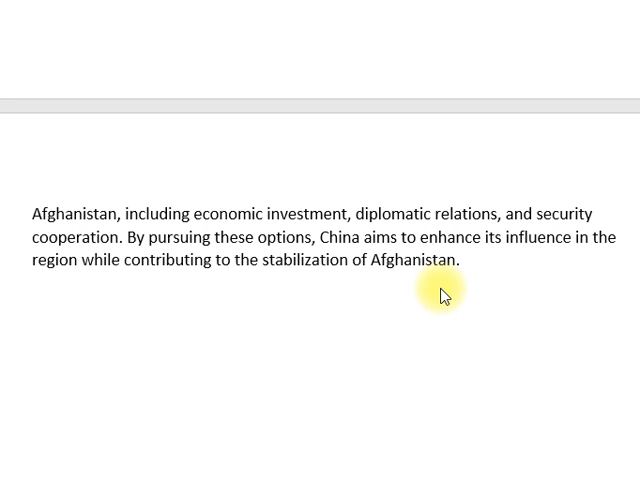 Afghanistan, including economic investment, diplomatic relations, and security
cooperation. By pursuing these options, China aims to enhance its influence in the
region while contributing to the stabilization of Afghanistan.